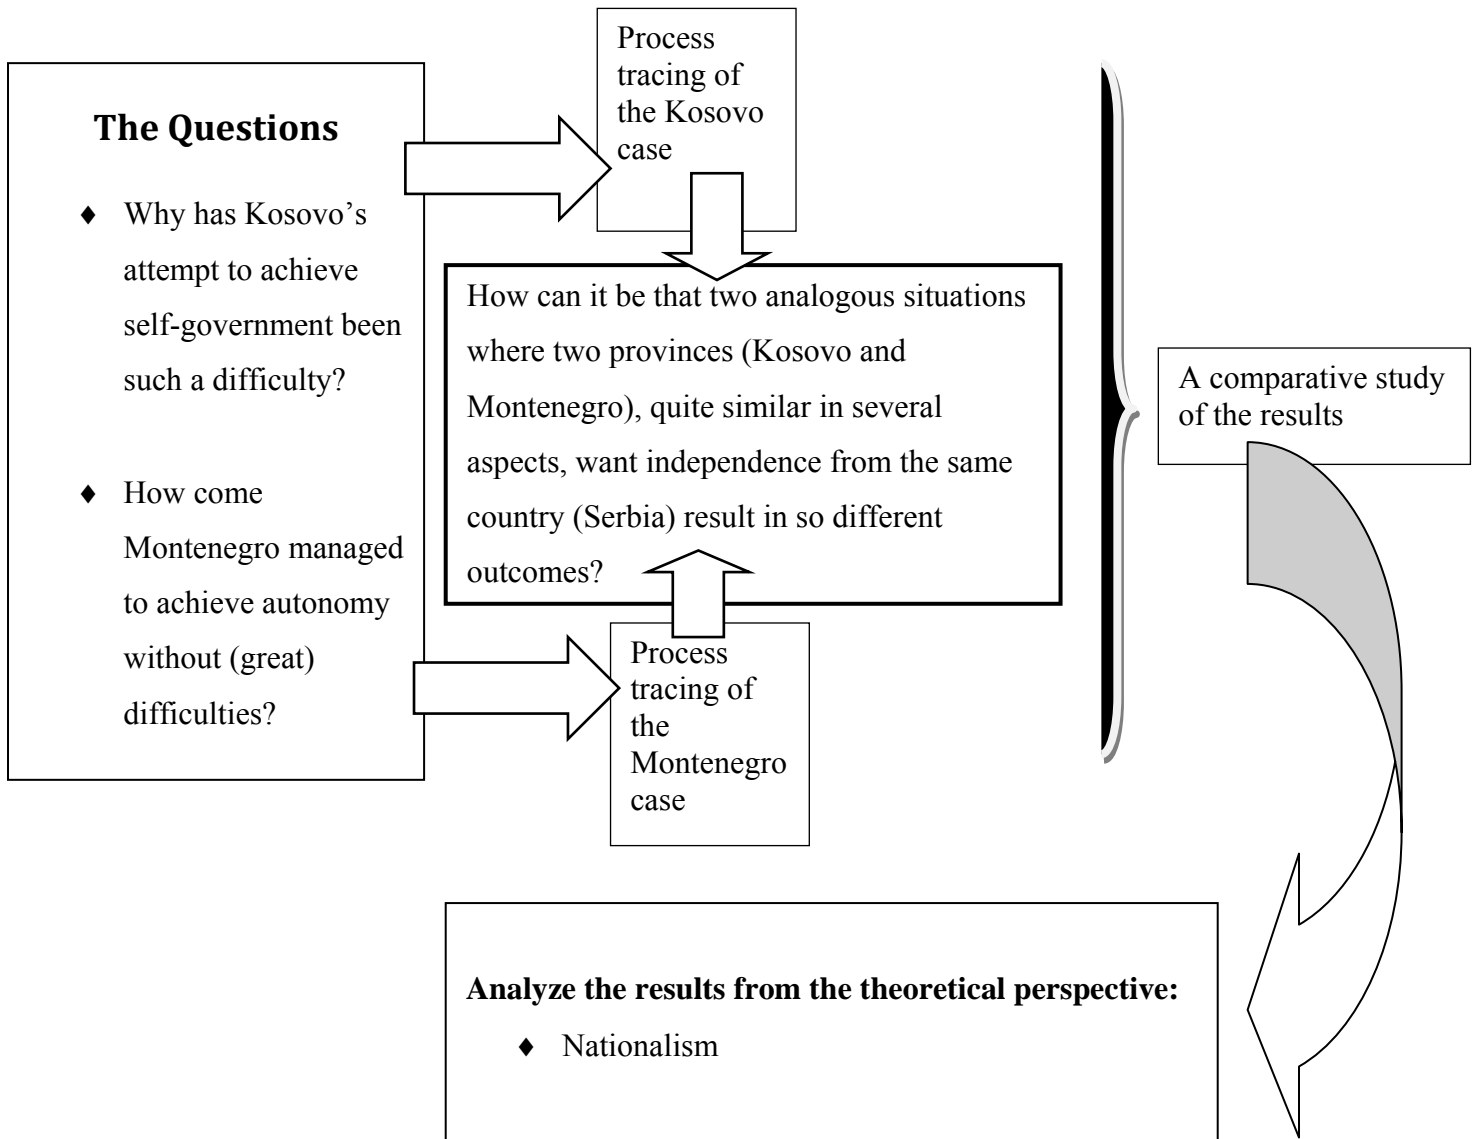 The Questions
♦ Why has Kosovo’s
attempt to achieve
self-government been
such a difficulty?
♦ How come
Montenegro managed
to achieve autonomy
without (great)
difficulties?
Process
tracing of
the Kosovo
case
How can it be that two analogous situations
where two provinces (Kosovo and
Montenegro), quite similar in several
aspects, want independence from the same
country (Serbia) result in so different
outcomes?
Process
tracing of
the
Montenegro
case
A comparative study
of the results
Analyze the results from the theoretical perspective:
♦ Nationalism